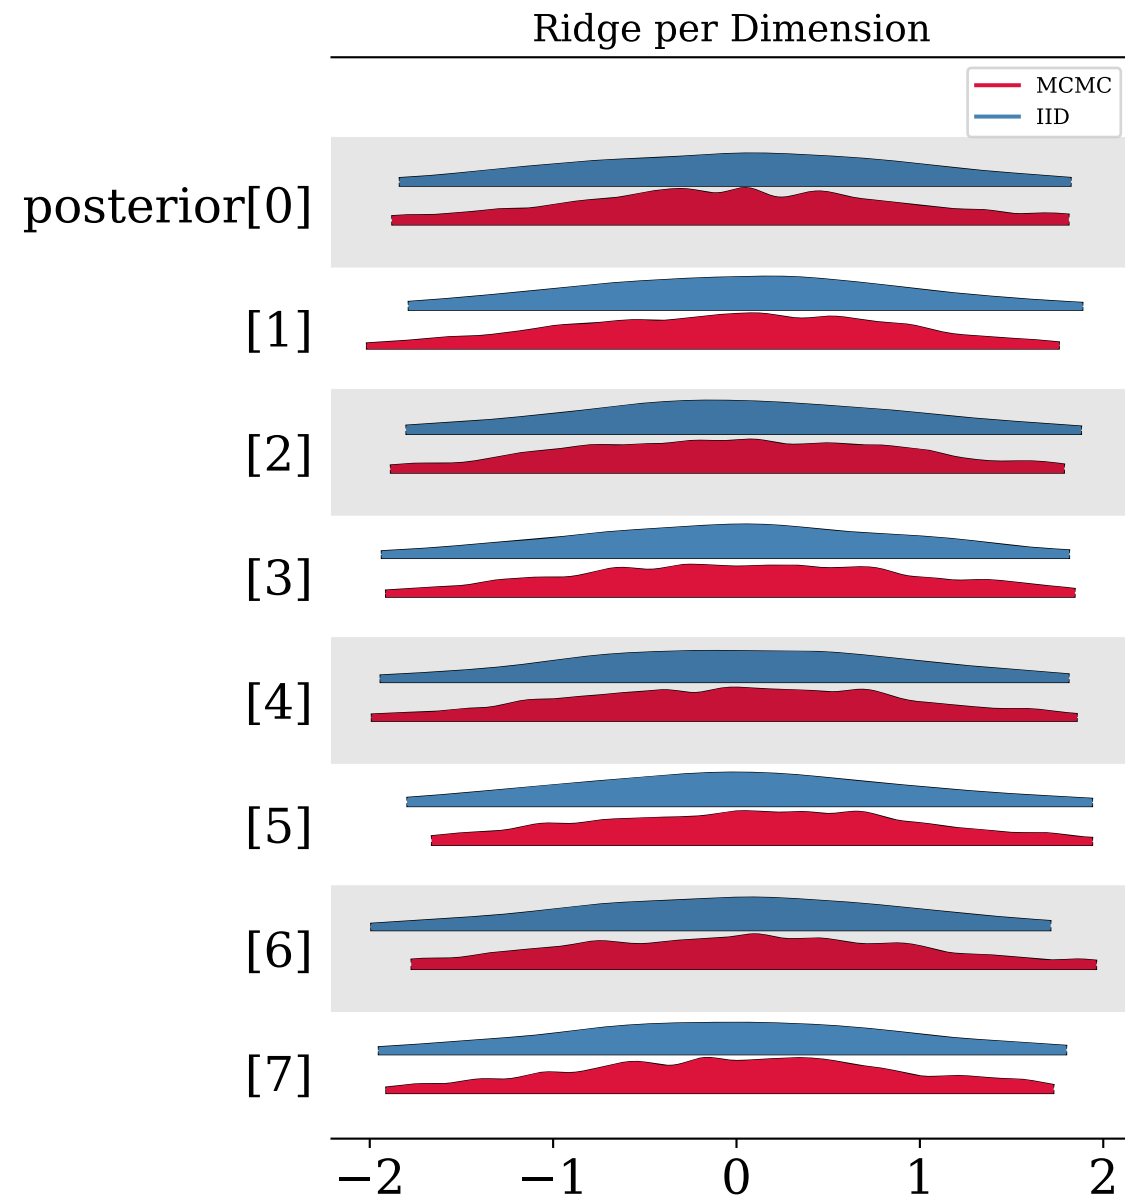 Ridge per Dimension
MCMC
IID
posterior[0]
[1]
[2]
[3]
[4]
[5]
[6]
[7]
−2 −1 0 1 2